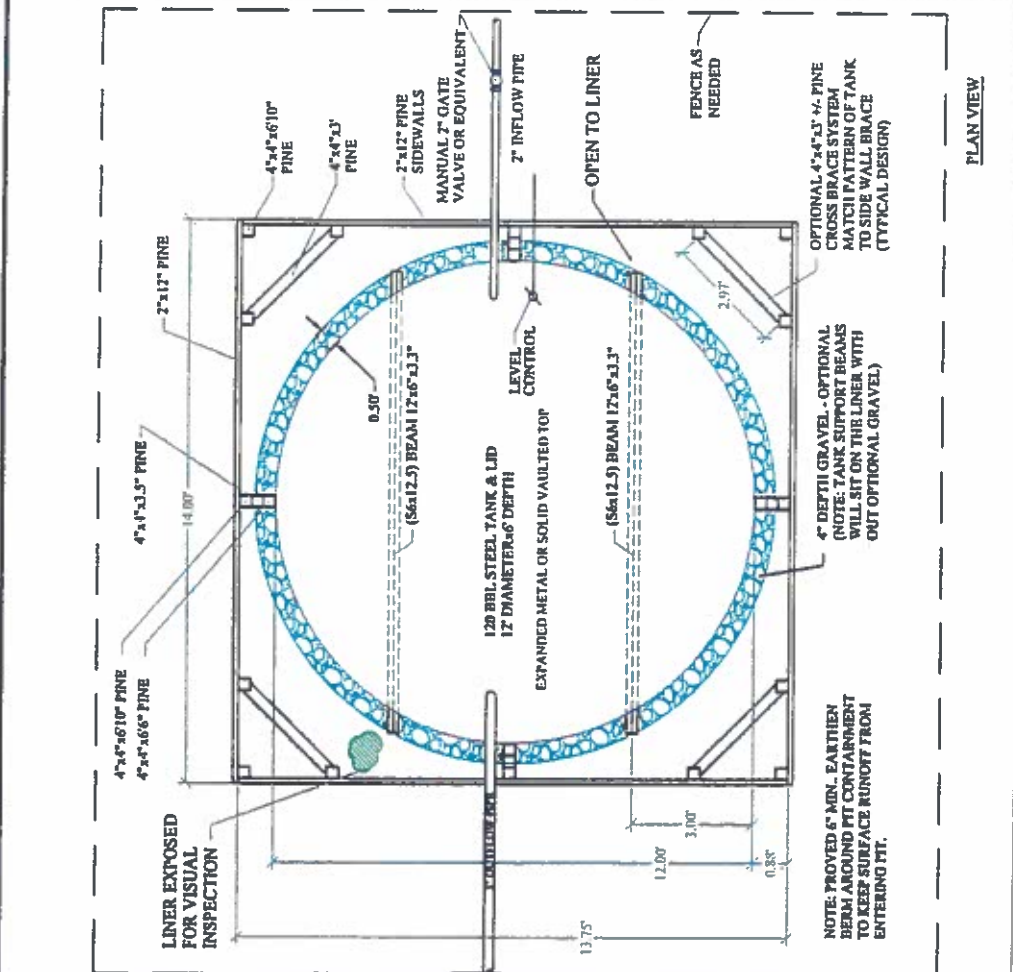 LINER EXPOSED
FOR VISUAL
INSPECTION
4"x4"x6'10" PINE
4"x4"x6'6" PINE
4"x4"x3.5" PINE
2"x12" PINE
4"x4"x6'10"
PINE
4"x4"x3'
PINE
2"x12" PINE
SIDEWALLS
MANUAL 2" GATE
VALVE OR EQUIVALENT
2" INFLOW PIPE
OPEN TO LINER
FENCE AS
NEEDED
14.00'
0.50'
(S6x12.5) BEAM 12'x6"x3.3"
120 BBL STEEL TANK & LID
12' DIAMETERx6' DEPTH
EXPANDED METAL OR SOLID VAULTED TOP
LEVEL
CONTROL
(S6x12.5) BEAM 12'x6"x3.3"
2.97'
13.75'
12.00'
3.00'
0.88'
NOTE: PROVED 6" MIN. EARTHEN
BERM AROUND PIT CONTAINMENT
TO KEEP SURFACE RUNOFF FROM
ENTERING PIT.
4" DEPTH GRAVEL - OPTIONAL
(NOTE: TANK SUPPORT BEAMS
WILL SIT ON THE LINER WITH
OUT OPTIONAL GRAVEL)
OPTIONAL 4"x4"x3' +/- PINE
CROSS BRACE SYSTEM
MATCH PATTERN OF TANK
TO SIDE WALL BRACE
(TYPICAL DESIGN)
PLAN VIEW